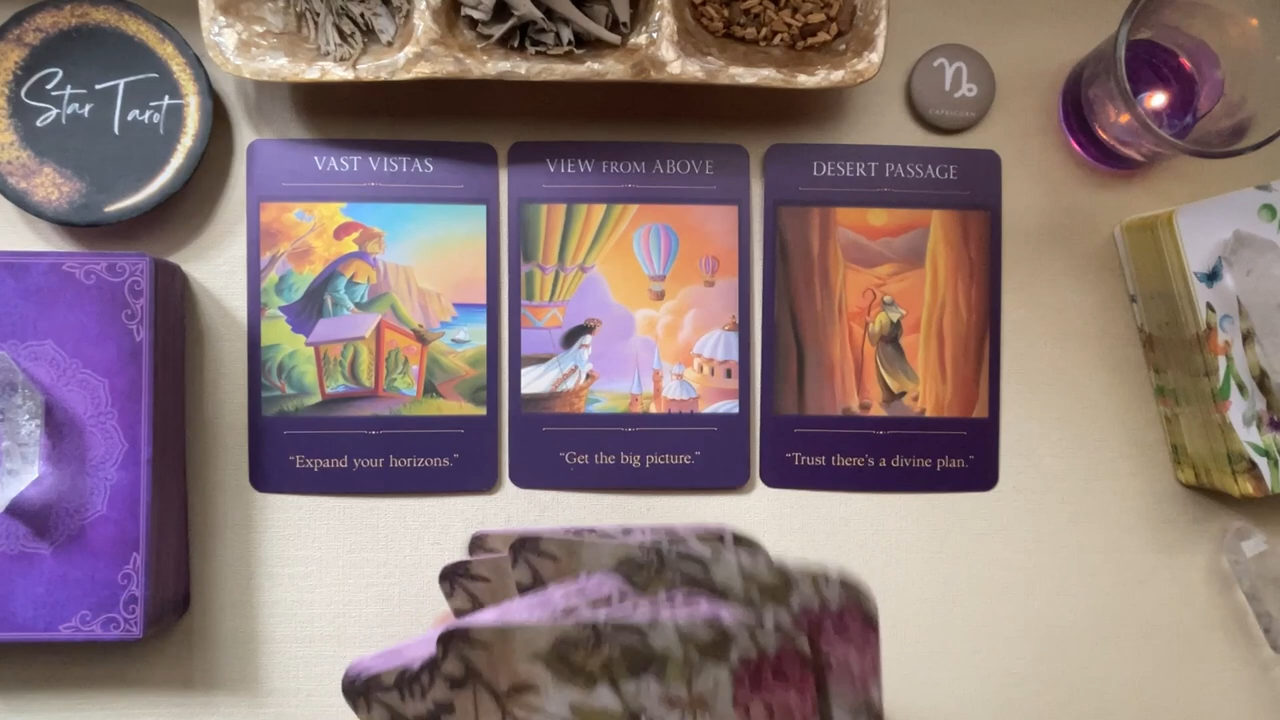 Star Tarot
CAPRICORN
VAST VISTAS
VIEW FROM ABOVE
DESERT PASSAGE
"Expand your horizons."
"Get the big picture."
"Trust there's a divine plan."